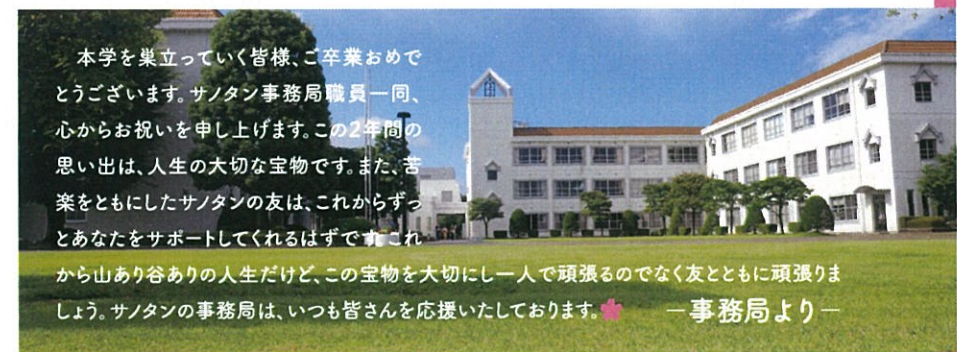 本学を巣立っていく皆様、ご卒業おめで
とうございます。サノタン事務局職員一同、
心からお祝いを申し上げます。この2年間の
思い出は、人生の大切な宝物です。また、苦
楽をともにしたサノタンの友は、これからずっ
とあなたをサポートしてくれるはずです。これ
から山あり谷ありの人生だけど、この宝物を大切にし一人で頑張るのでなく友とともに頑張りま
しょう。サノタンの事務局は、いつも皆さんを応援いたしております。
―事務局より―